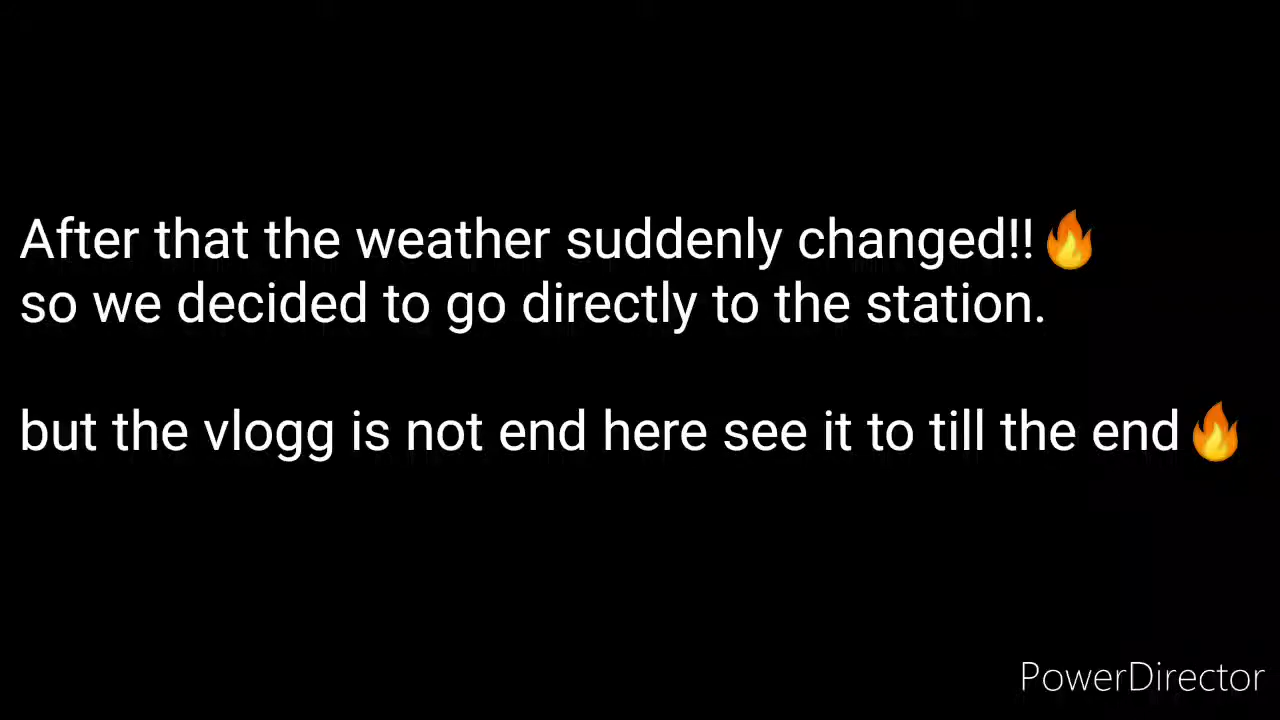 After that the weather suddenly changed!!🔥
so we decided to go directly to the station.
but the vlogg is not end here see it to till the end🔥
PowerDirector